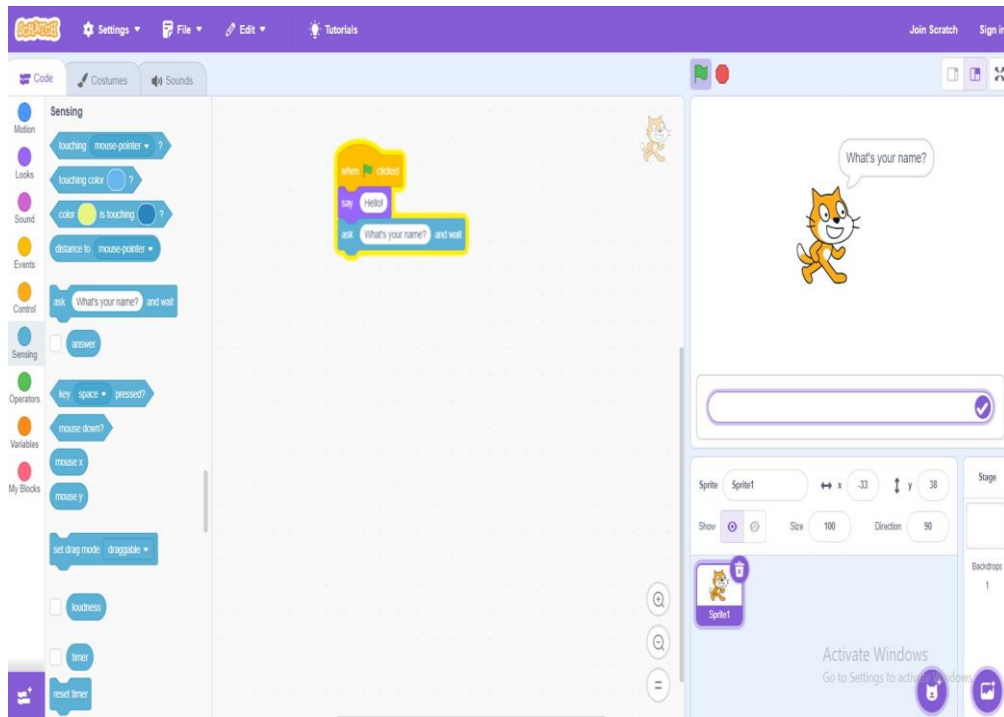 SCRATCH Settings File Edit Tutorials Join Scratch Sign in
Code Costumes Sounds
Motion
Looks
Sound
Events
Control
Sensing
Operators
Variables
My Blocks
Sensing
touching mouse-pointer ?
touching color ?
color is touching ?
distance to mouse-pointer
ask What's your name? and wait
answer
key space pressed?
mouse down?
mouse x
mouse y
set drag mode draggable
loudness
timer
reset timer
when clicked
say Hello!
ask What's your name? and wait
What's your name?
Sprite Sprite1 x -33 y 38
Show Size 100 Direction 90
Sprite1
Stage
Backdrops
1
Activate Windows
Go to Settings to activate Windows